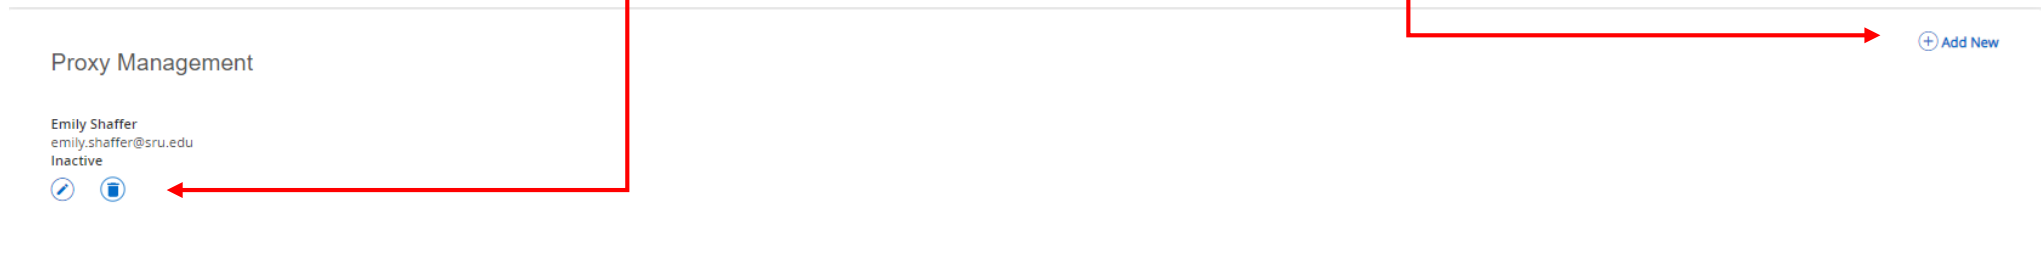 Add New
Proxy Management
Emily Shaffer
emily.shaffer@sru.edu
Inactive